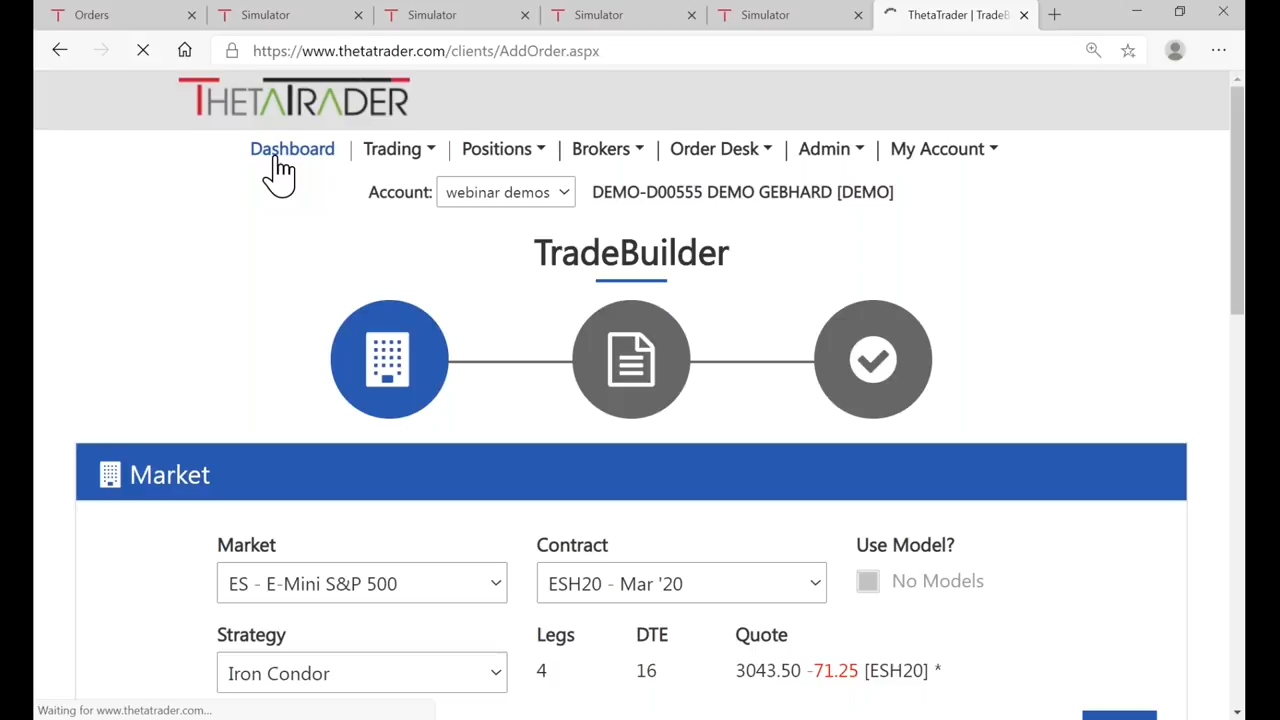 Orders
Simulator
Simulator
Simulator
Simulator
ThetaTrader | TradeB
https://www.thetatrader.com/clients/AddOrder.aspx
THETATRADER
Dashboard | Trading | Positions | Brokers | Order Desk | Admin | My Account
Account: webinar demos DEMO-D00555 DEMO GEBHARD [DEMO]
TradeBuilder
Market
Market Contract Use Model?
ES - E-Mini S&P 500 ESH20 - Mar '20 No Models
Strategy Legs DTE Quote
Iron Condor 4 16 3043.50 -71.25 [ESH20] *
Waiting for www.thetatrader.com...